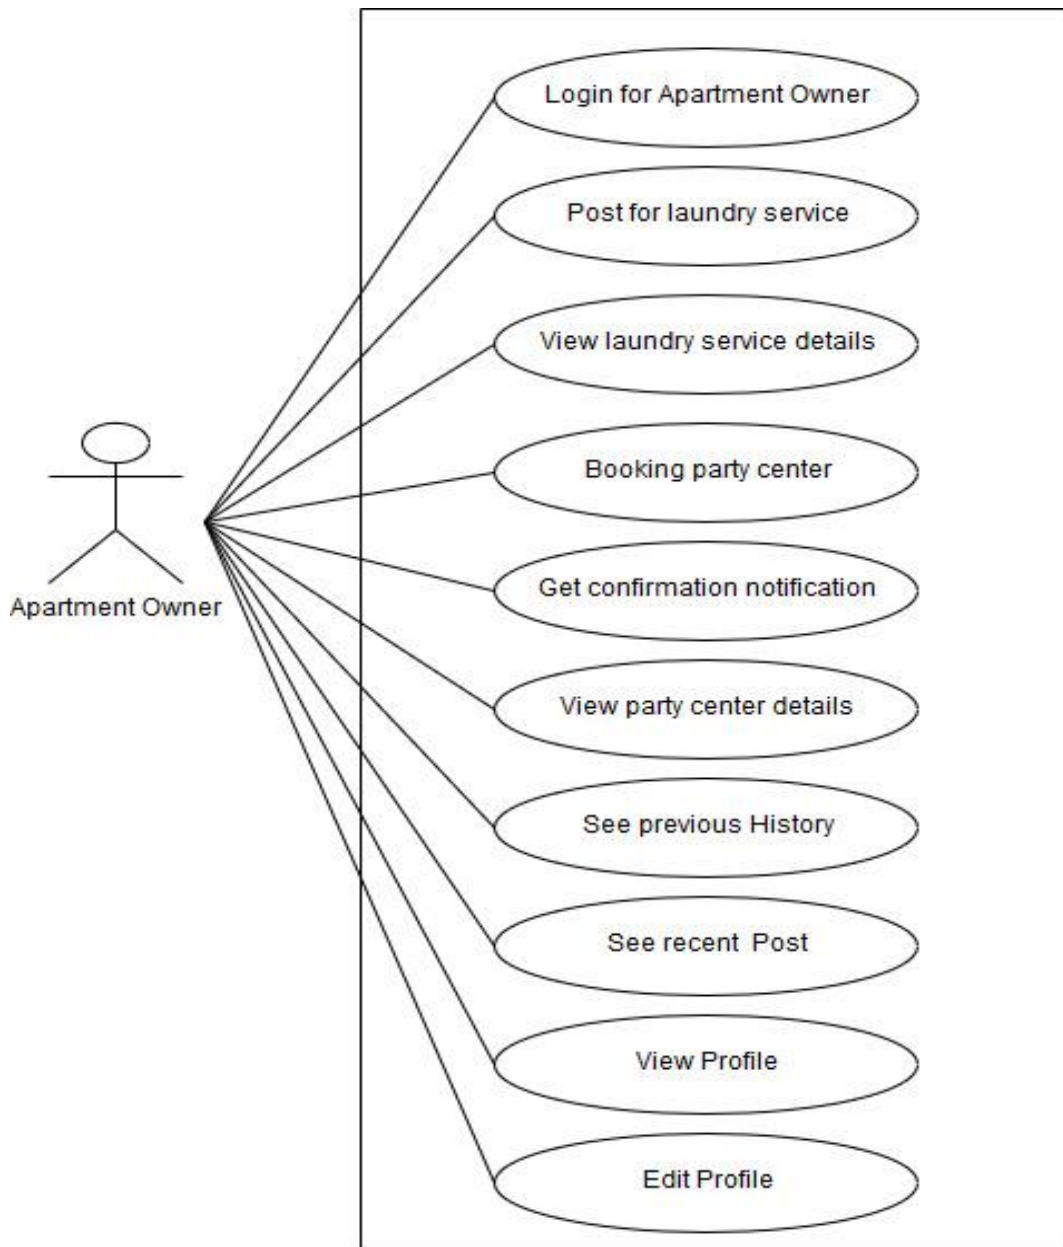 Login for Apartment Owner
Post for laundry service
View laundry service details
Booking party center
Apartment Owner
Get confirmation notification
View party center details
See previous History
See recent  Post
View Profile
Edit Profile